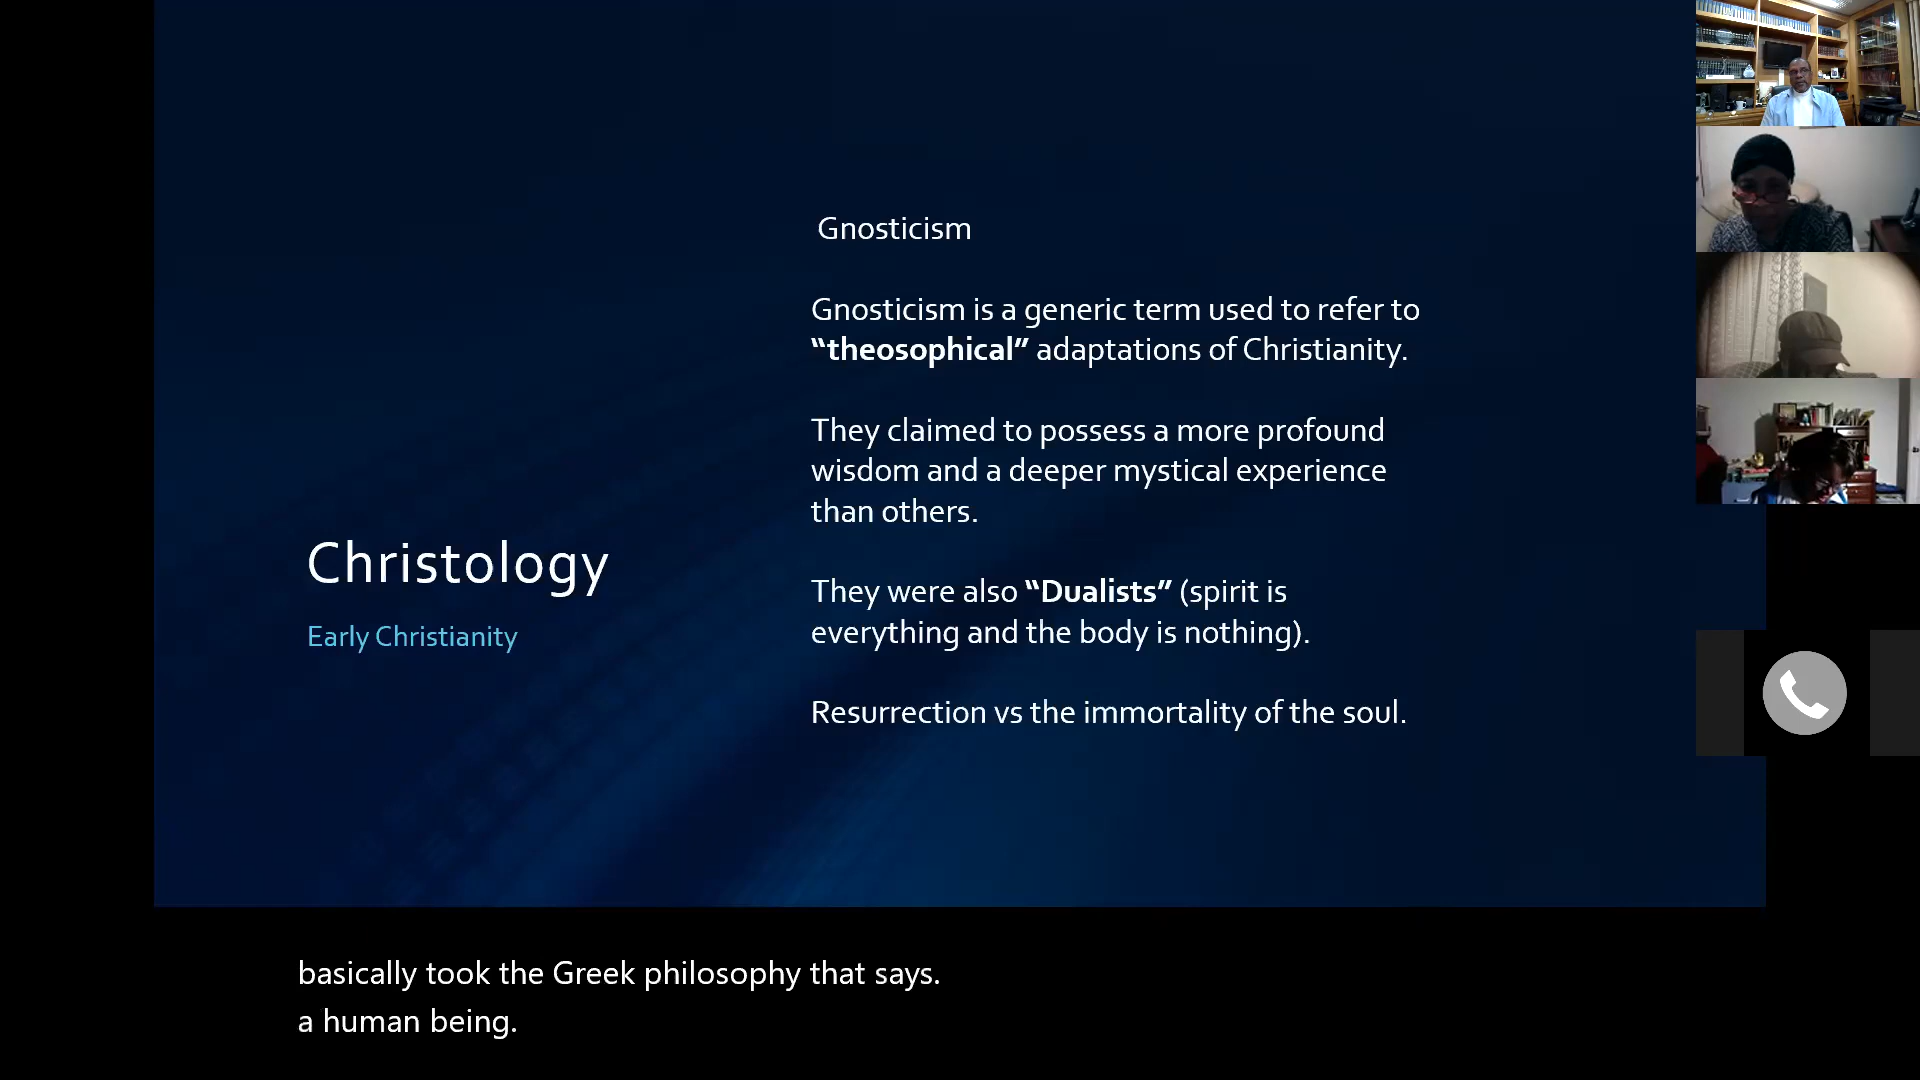 Gnosticism
Gnosticism is a generic term used to refer to
“theosophical” adaptations of Christianity.
They claimed to possess a more profound
wisdom and a deeper mystical experience
than others.
Christology
Early Christianity
They were also “Dualists” (spirit is
everything and the body is nothing).
Resurrection vs the immortality of the soul.
basically took the Greek philosophy that says.
a human being.